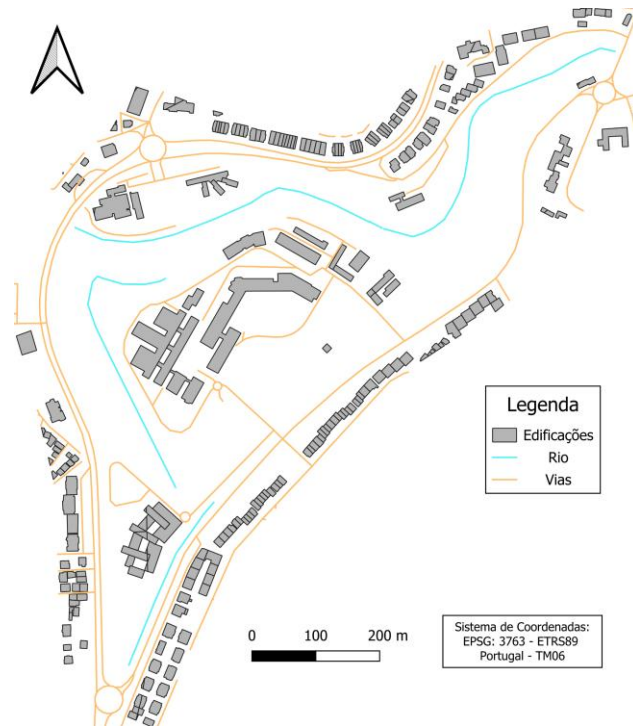 Legenda
Edificações
Rio
Vias
0 100 200 m
Sistema de Coordenadas:
EPSG: 3763 - ETRS89
Portugal - TM06